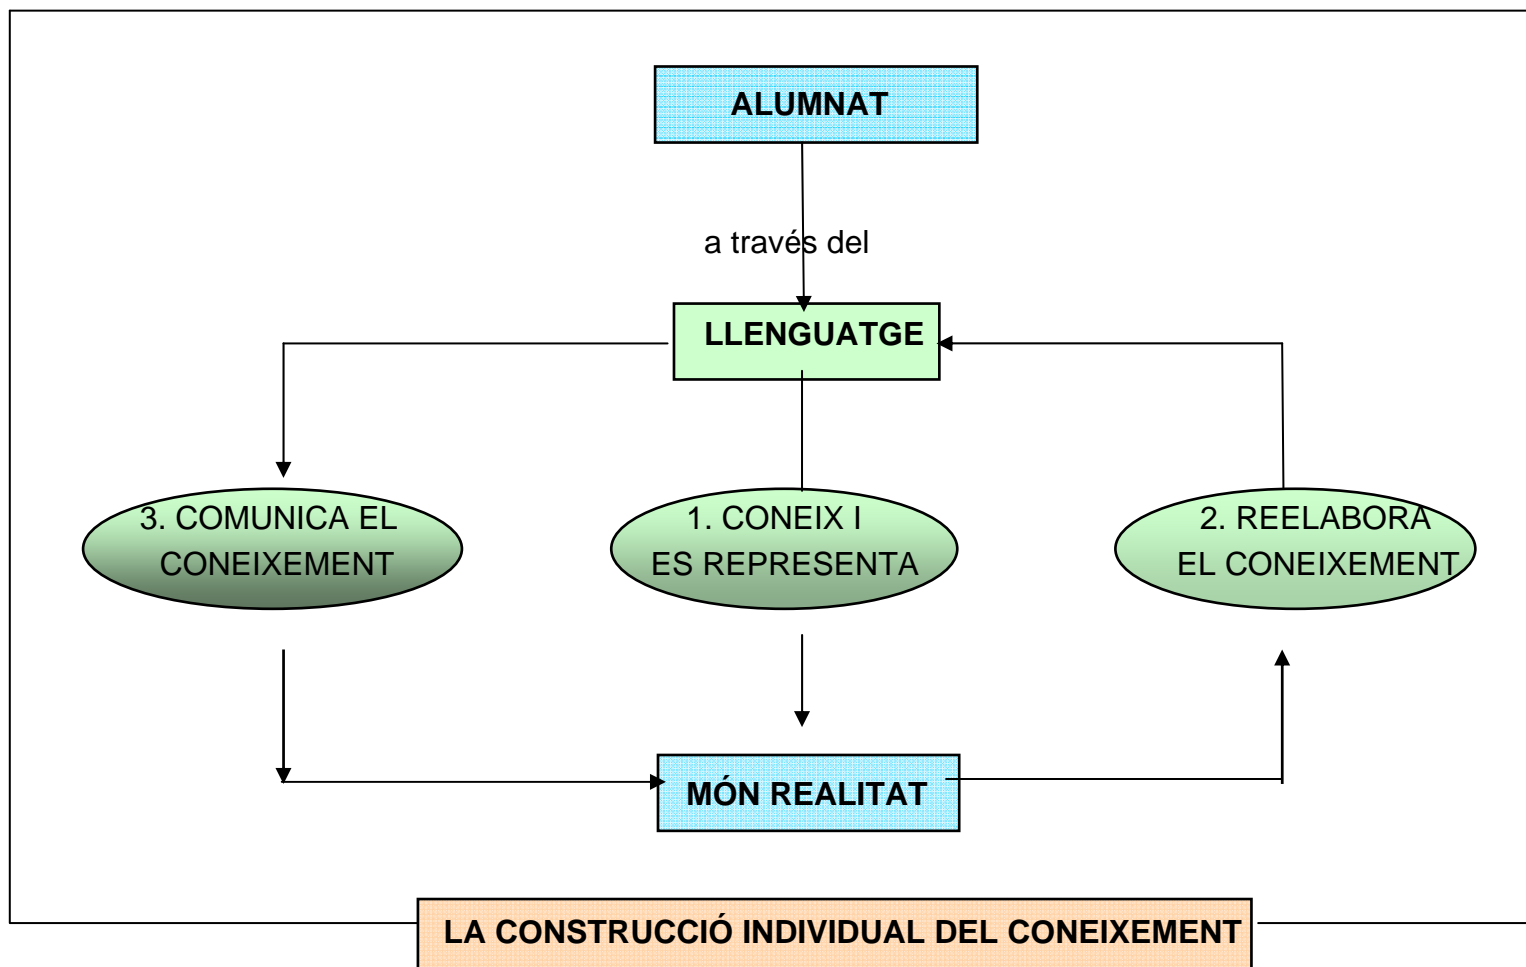 ALUMNAT
a través del
LLENGUATGE
3. COMUNICA EL
CONEIXEMENT
1. CONEIX I
ES REPRESENTA
2. REELABORA
EL CONEIXEMENT
MÓN REALITAT
LA CONSTRUCCIÓ INDIVIDUAL DEL CONEIXEMENT